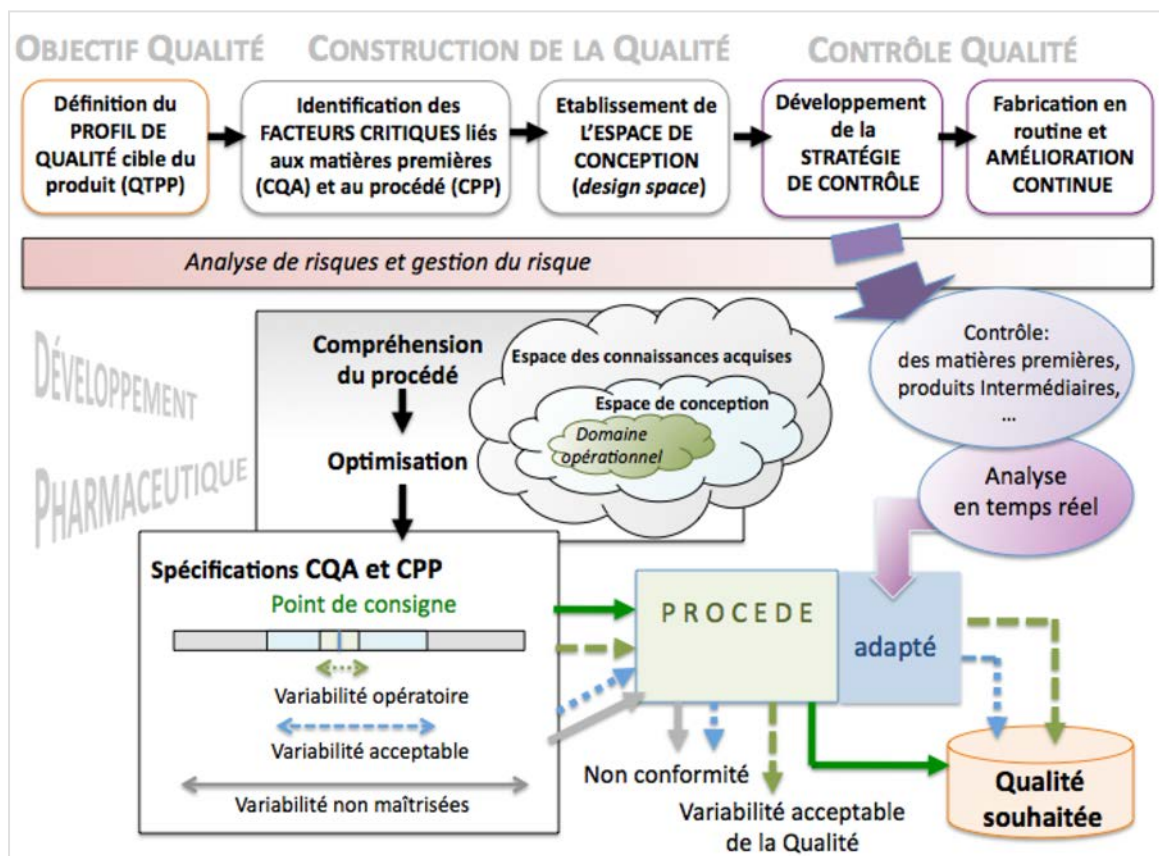 OBJECTIF QUALITÉ
CONSTRUCTION DE LA QUALITÉ
CONTRÔLE QUALITÉ
Définition du
PROFIL DE
QUALITÉ cible du
produit (QTPP)
Identification des
FACTEURS CRITIQUES liés
aux matières premières
(CQA) et au procédé (CPP)
Etablissement de
L'ESPACE DE
CONCEPTION
(design space)
Développement
de la
STRATÉGIE
DE CONTRÔLE
Fabrication en
routine et
AMÉLIORATION
CONTINUE
Analyse de risques et gestion du risque
DÉVELOPPEMENT
PHARMACEUTIQUE
Compréhension
du procédé
Optimisation
Espace des connaissances acquises
Espace de conception
Domaine
opérationnel
Contrôle:
des matières premières,
produits Intermédiaires,
...
Analyse
en temps réel
Spécifications CQA et CPP
Point de consigne
Variabilité opératoire
Variabilité acceptable
Variabilité non maîtrisées
PROCEDE
adapté
Non conformité
Variabilité acceptable
de la Qualité
Qualité
souhaitée